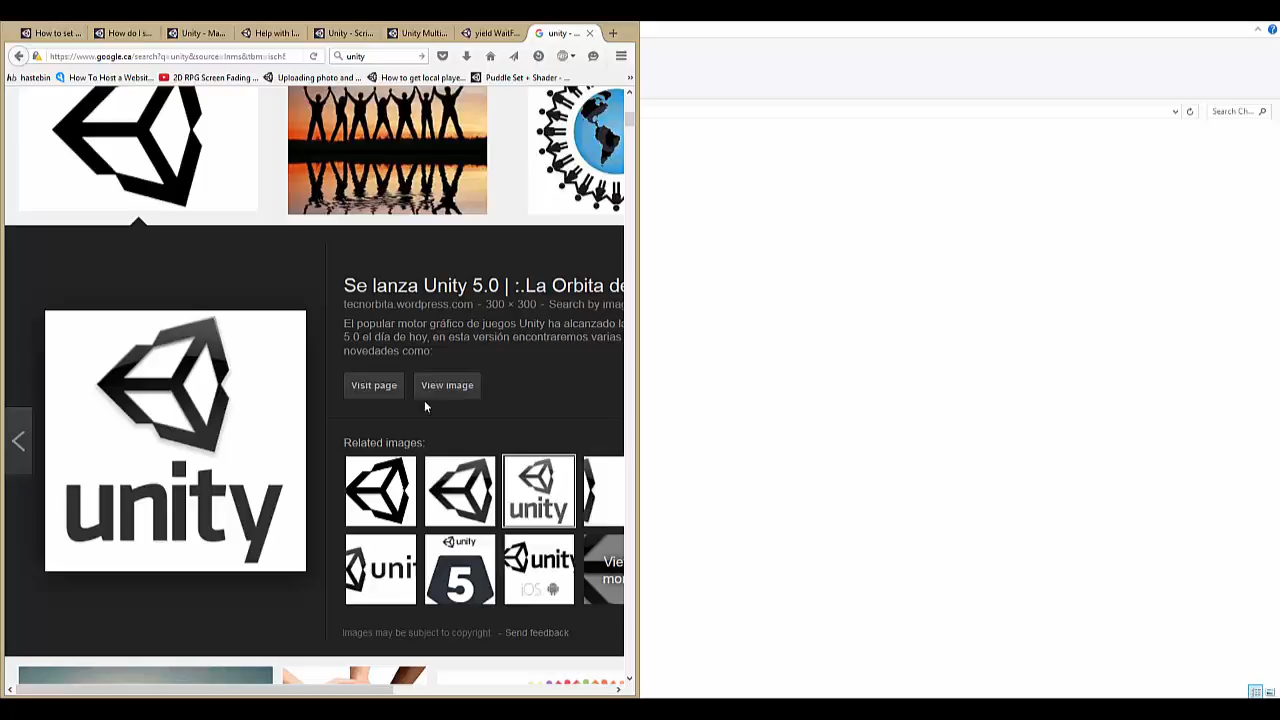 How to set ...
How do I s...
Unity - Ma...
Help with I...
Unity - Scri...
Unity Multi...
yield WaitF...
unity - ...
https://www.google.ca/search?q=unity&source=lnms&tbm=isch&
unity
hastebin
How To Host a Websit...
2D RPG Screen Fading ...
Uploading photo and ...
How to get local playe...
Puddle Set + Shader - ...
Search Ch...
Se lanza Unity 5.0 | :.La Orbita de
tecnorbita.wordpress.com - 300 × 300 - Search by imag
El popular motor gráfico de juegos Unity ha alcanzado l
5.0 el día de hoy, en esta versión encontraremos varias
novedades como:
Visit page
View image
unity
Related images:
unity
unit
unity
5
unity
iOS
Vie
mor
Images may be subject to copyright. - Send feedback